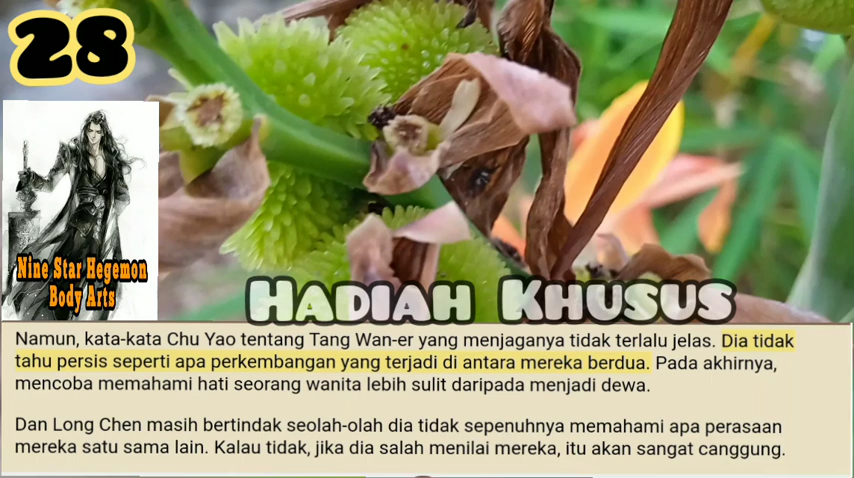 28
Nine Star Hegemon
Body Arts
HADIAH KHUSUS
Namun, kata-kata Chu Yao tentang Tang Wan-er yang menjaganya tidak terlalu jelas. Dia tidak
tahu persis seperti apa perkembangan yang terjadi di antara mereka berdua. Pada akhirnya,
mencoba memahami hati seorang wanita lebih sulit daripada menjadi dewa.
Dan Long Chen masih bertindak seolah-olah dia tidak sepenuhnya memahami apa perasaan
mereka satu sama lain. Kalau tidak, jika dia salah menilai mereka, itu akan sangat canggung.